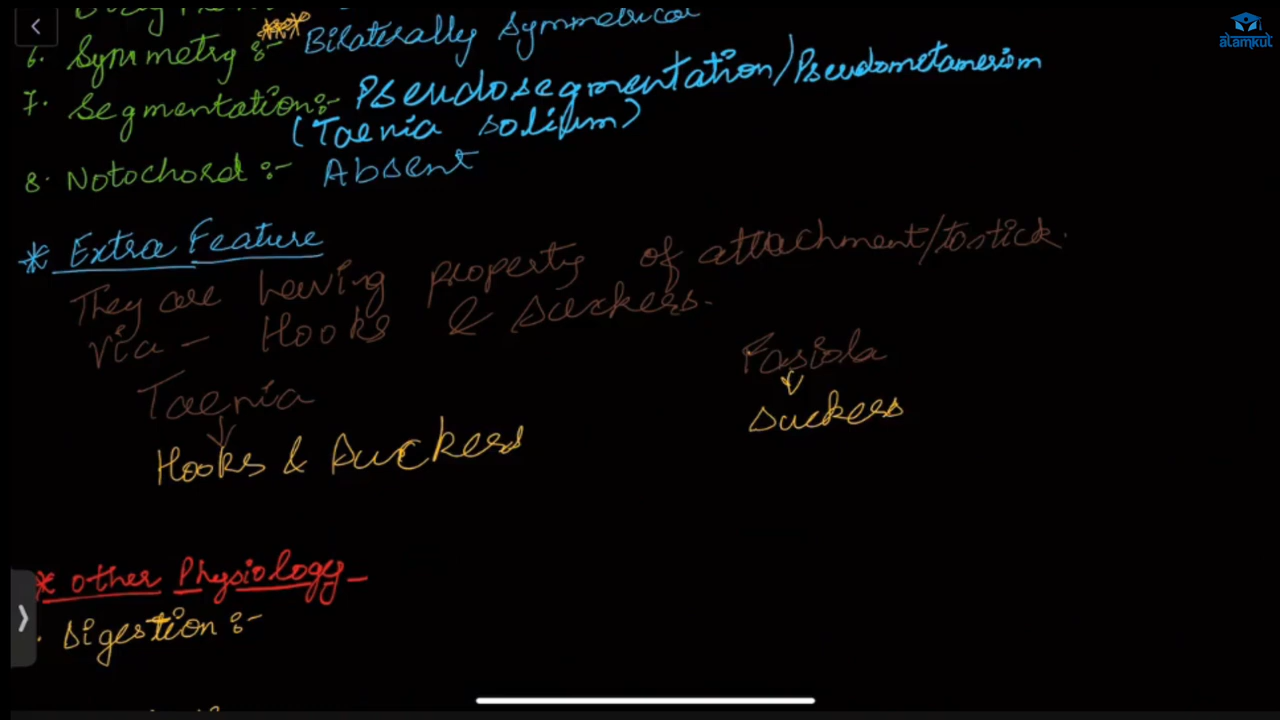 alamkut
6. Symmetry :- *** Bilaterally Symmetrical
7. Segmentation:- Pseudosegmentation/Pseudometamerism
(Taenia solium)
8. Notochord :- Absent
* Extra Feature
They are having property of attachment/to stick.
via - Hooks & Suckers.
Taenia
Fasiola
Hooks & Suckers
Suckers
* Other Physiology -
. Digestion :-